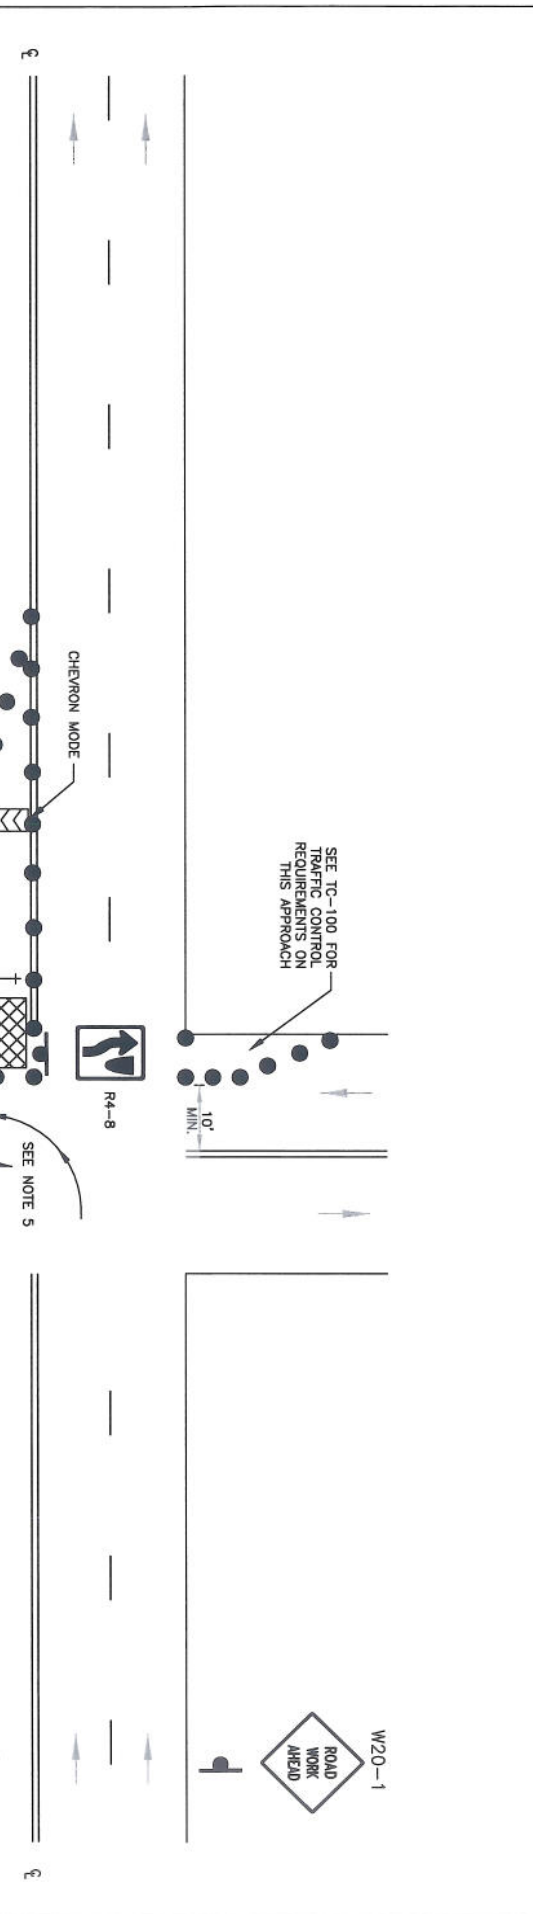 ℄
CHEVRON MODE
SEE TC-100 FOR
TRAFFIC CONTROL
REQUIREMENTS ON
THIS APPROACH
R4-8
10'
MIN.
SEE NOTE 5
W20-1
ROAD
WORK
AHEAD
℄